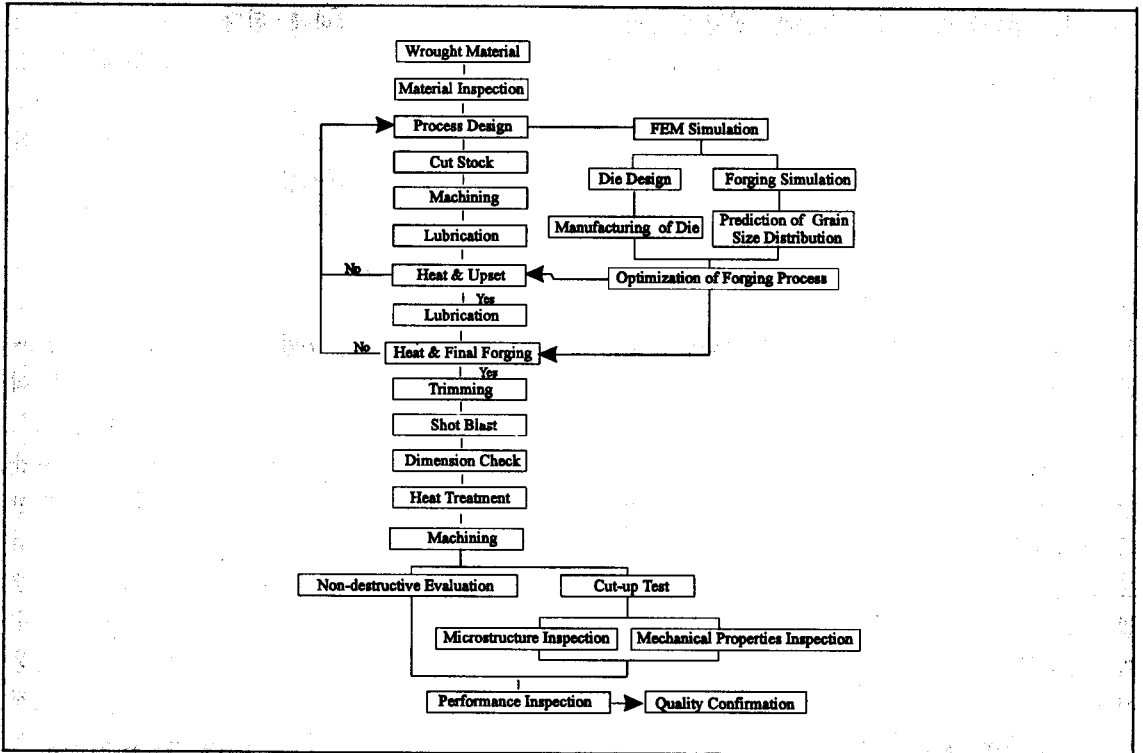 Wrought Material
Material Inspection
Process Design
FEM Simulation
Cut Stock
Die Design
Forging Simulation
Machining
Manufacturing of Die
Prediction of Grain
Size Distribution
Lubrication
No
Heat & Upset
Optimization of Forging Process
Yes
Lubrication
No
Heat & Final Forging
Yes
Trimming
Shot Blast
Dimension Check
Heat Treatment
Machining
Non-destructive Evaluation
Cut-up Test
Microstructure Inspection
Mechanical Properties Inspection
Performance Inspection
Quality Confirmation